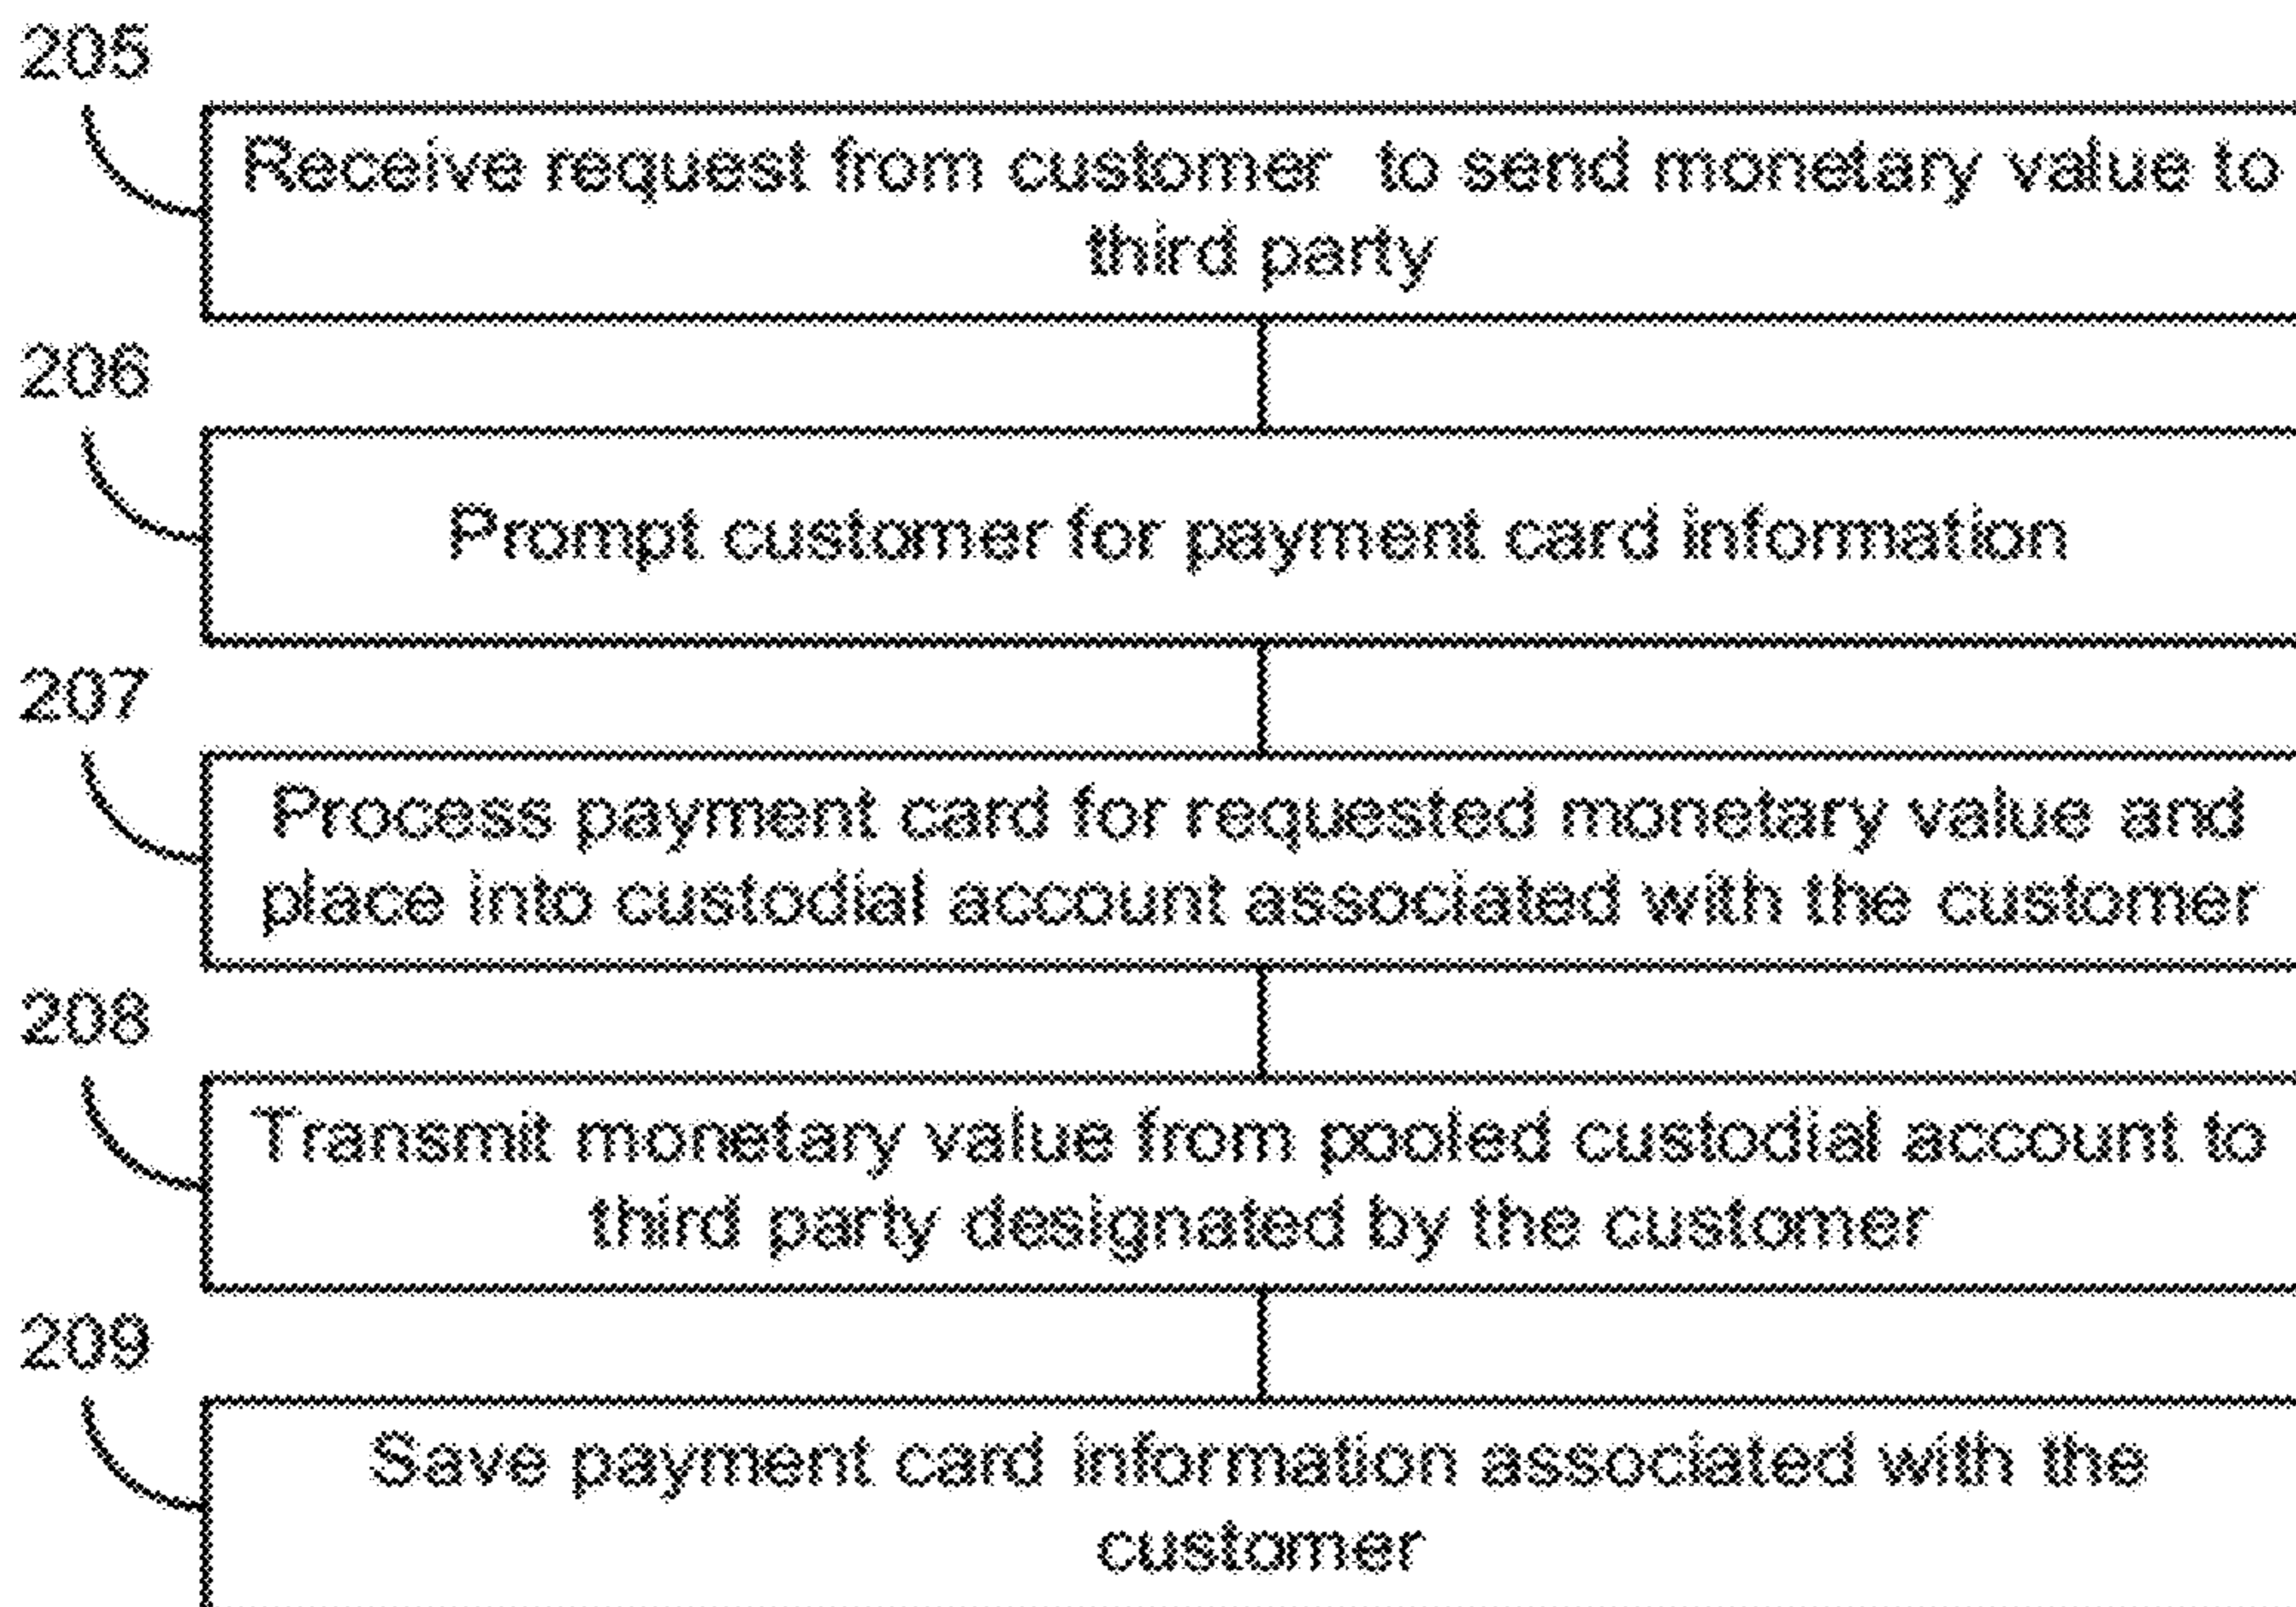 205
Receive request from customer to send monetary value to
third party
206
Prompt customer for payment card information
207
Process payment card for requested monetary value and
place into custodial account associated with the customer
208
Transmit monetary value from pooled custodial account to
third party designated by the customer
209
Save payment card information associated with the
customer